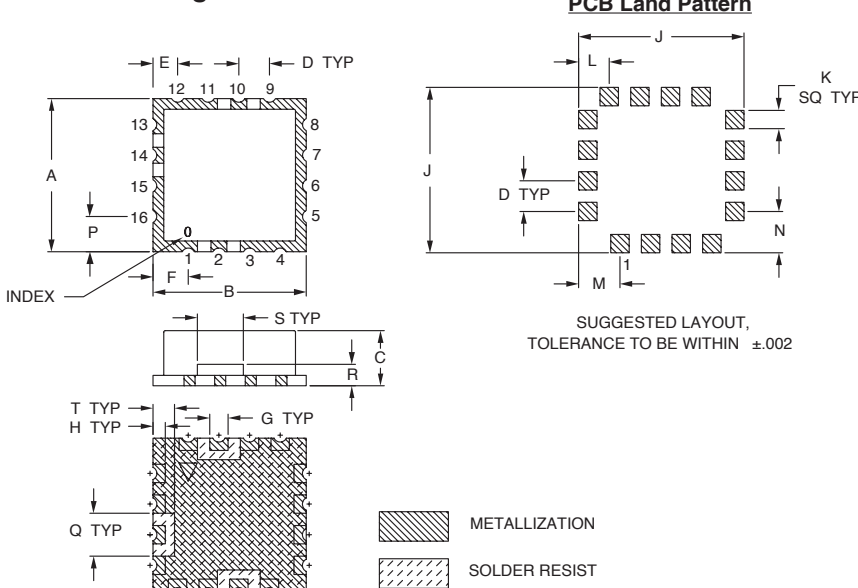 PCB Land Pattern
E
D TYP
12 11 10 9
13
14
15
16
8
7
6
5
A
P
0
1 2 3 4
F
B
INDEX
S TYP
C
R
T TYP
H TYP
G TYP
Q TYP
J
L
K
SQ TYP
J
D TYP
N
M
1
SUGGESTED LAYOUT,
TOLERANCE TO BE WITHIN ±.002
METALLIZATION
SOLDER RESIST